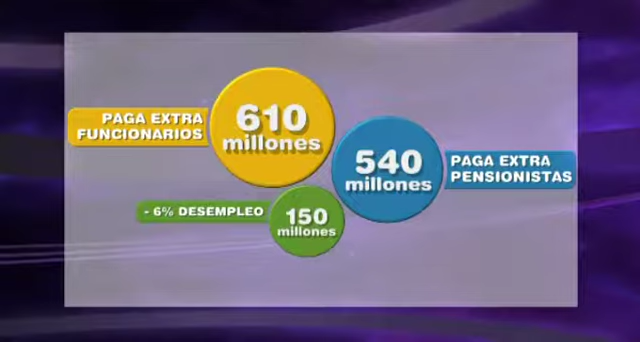 PAGA EXTRA
FUNCIONARIOS
610
millones
540
millones
PAGA EXTRA
PENSIONISTAS
- 6% DESEMPLEO
150
millones